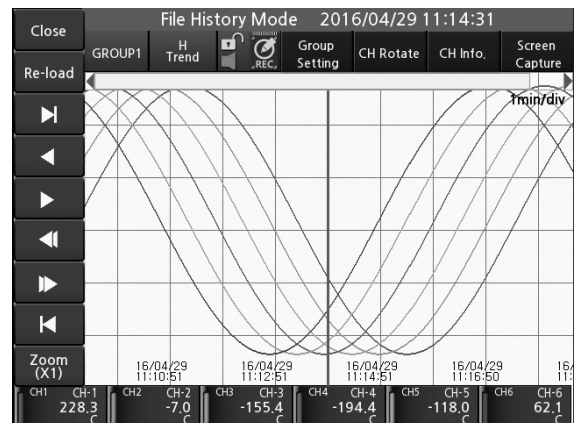 Close
File History Mode 2016/04/29 11:14:31
GROUP1
H
Trend
REC
Group
Setting
CH Rotate
CH Info.
Screen
Capture
Re-load
1min/div
Zoom
(X1)
16/04/29
11:10:51
16/04/29
11:12:51
16/04/29
11:14:51
16/04/29
11:16:50
16/
11:
CH1 CH-1
228.3
C
CH2 CH-2
-7.0
C
CH3 CH-3
-155.4
C
CH4 CH-4
-194.4
C
CH5 CH-5
-118.0
C
CH6 CH-6
62.1
C